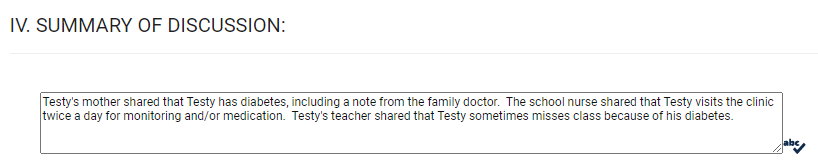 IV. SUMMARY OF DISCUSSION:
Testy's mother shared that Testy has diabetes, including a note from the family doctor.  The school nurse shared that Testy visits the clinic
twice a day for monitoring and/or medication.  Testy's teacher shared that Testy sometimes misses class because of his diabetes.
abc